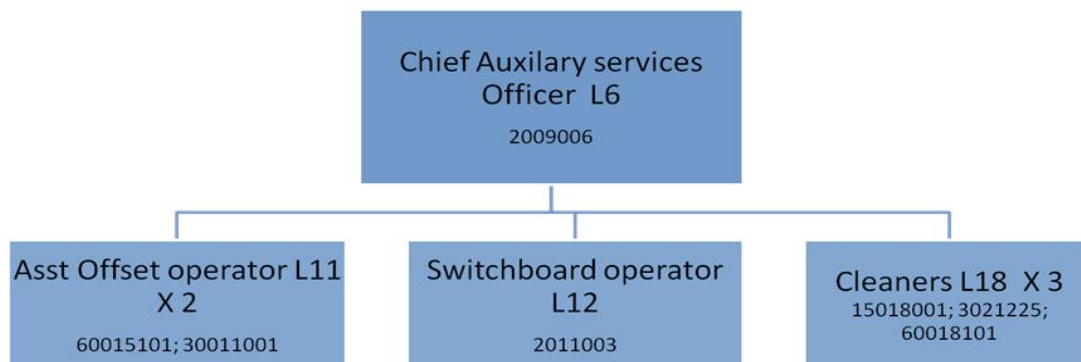 Chief Auxilary services
Officer L6
2009006
Asst Offset operator L11
X 2
60015101; 30011001
Switchboard operator
L12
2011003
Cleaners L18 X 3
15018001; 3021225;
60018101